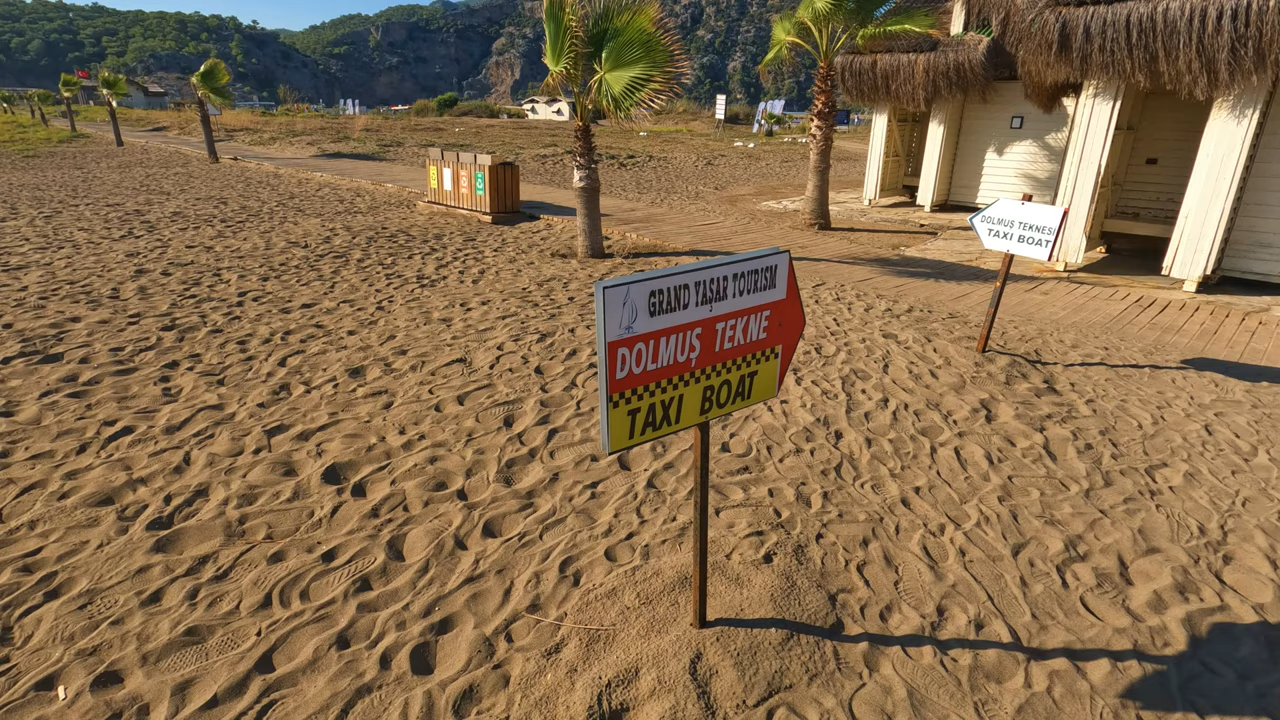 GRAND YAŞAR TOURISM
DOLMUŞ TEKNE
TAXI BOAT
DOLMUŞ TEKNESİ
TAXI BOAT